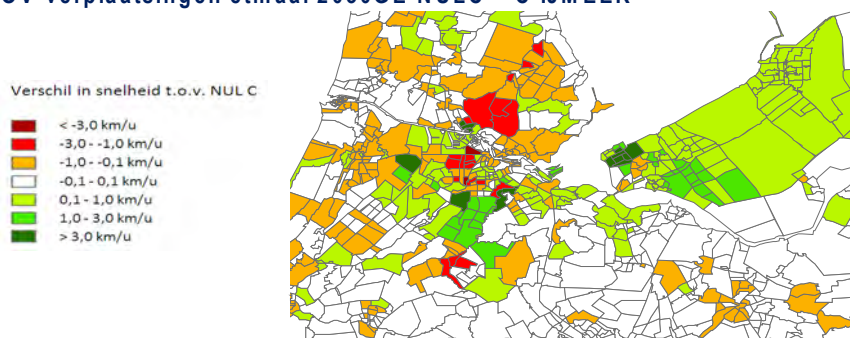 Verschil in snelheid t.o.v. NUL C
< -3,0 km/u
-3,0 - -1,0 km/u
-1,0 - -0,1 km/u
-0,1 - 0,1 km/u
0,1 - 1,0 km/u
1,0 - 3,0 km/u
> 3,0 km/u